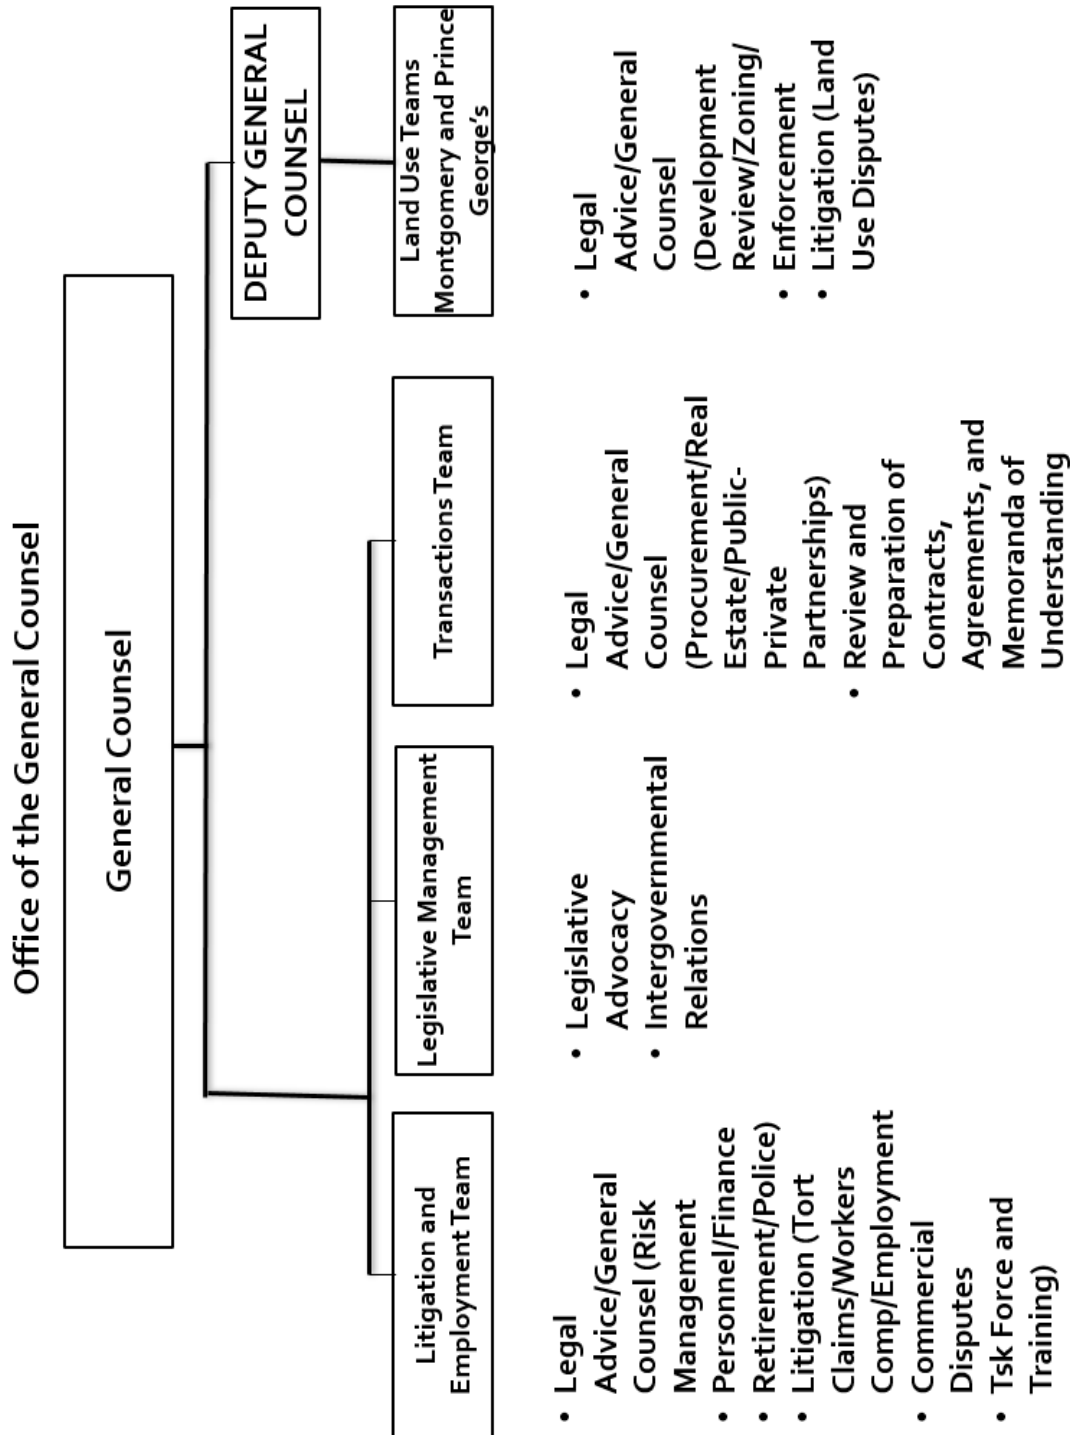 Office of the General Counsel
General Counsel
DEPUTY GENERAL
COUNSEL
Litigation and
Employment Team
Legislative Management
Team
Transactions Team
Land Use Teams
Montgomery and Prince
George's
• Legal
Advice/General
Counsel (Risk
Management
• Personnel/Finance
• Retirement/Police)
• Litigation (Tort
Claims/Workers
Comp/Employment
• Commercial
Disputes
• Tsk Force and
Training)
• Legislative
Advocacy
• Intergovernmental
Relations
• Legal
Advice/General
Counsel
(Procurement/Real
Estate/Public-
Private
Partnerships)
• Review and
Preparation of
Contracts,
Agreements, and
Memoranda of
Understanding
• Legal
Advice/General
Counsel
(Development
Review/Zoning/
• Enforcement
• Litigation (Land
Use Disputes)